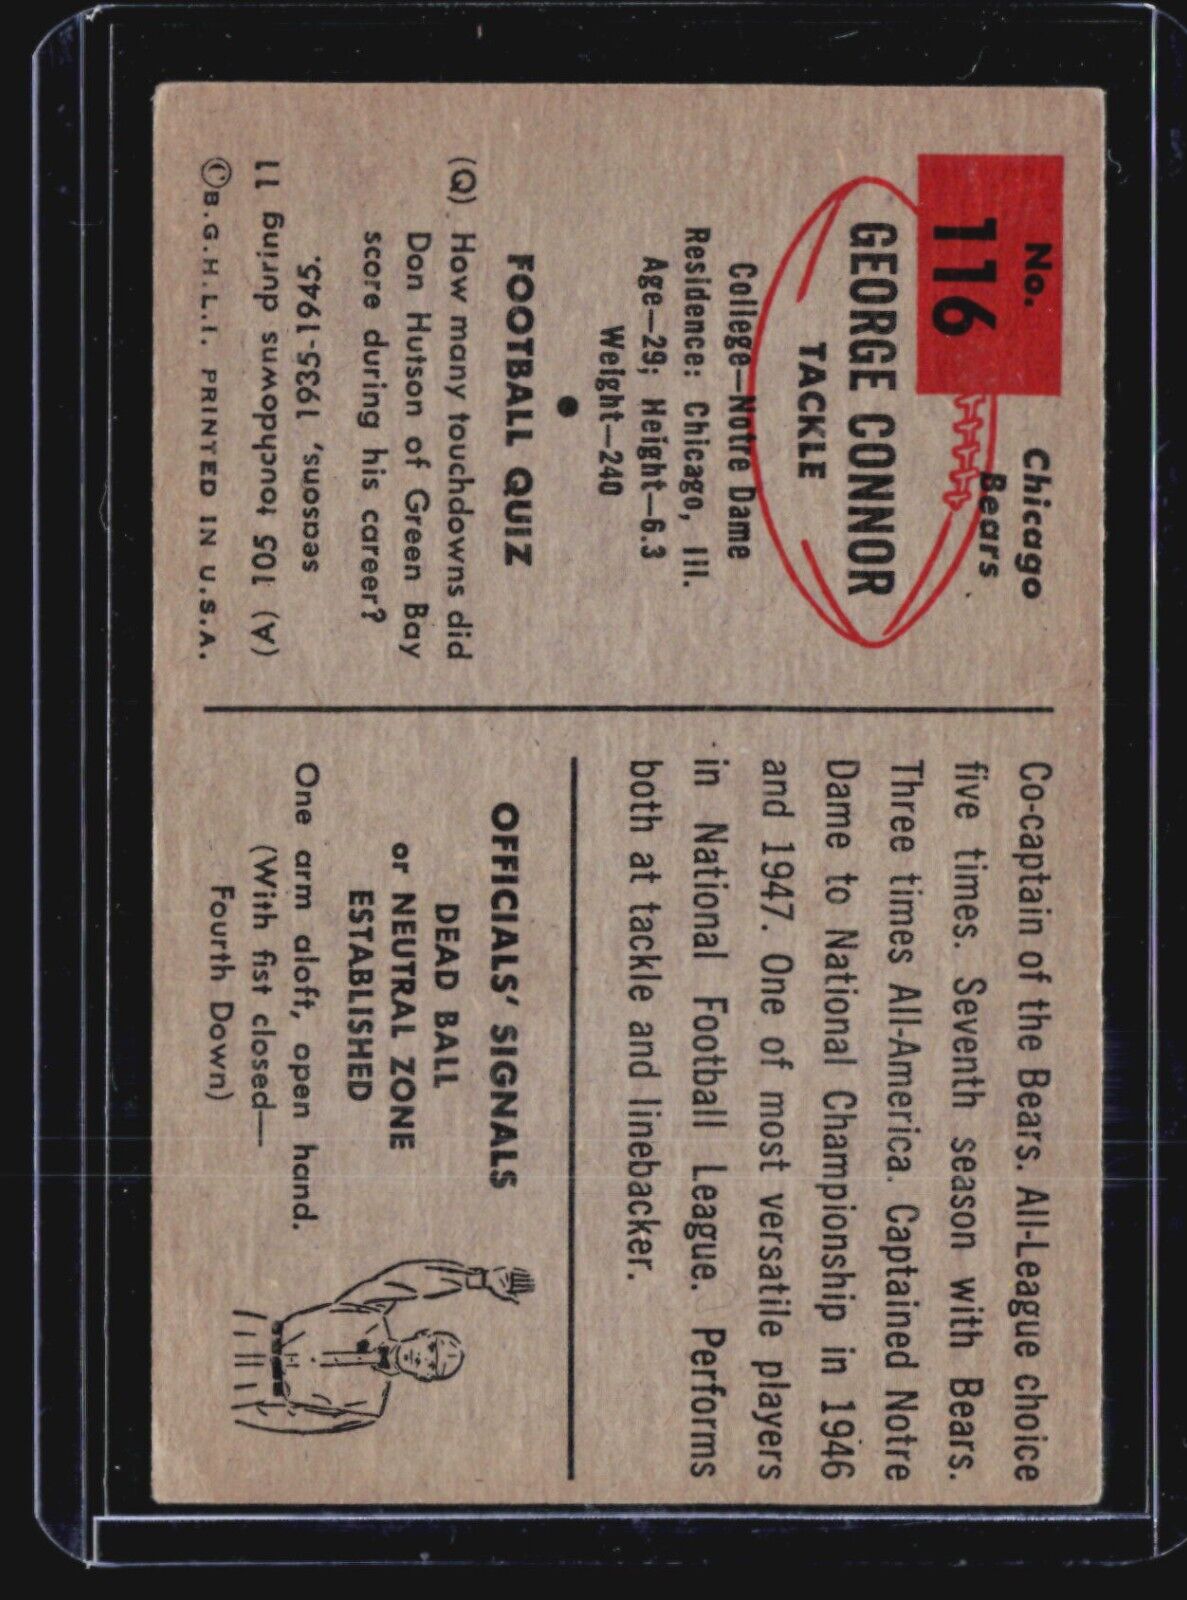 No.
116
Chicago
Bears
GEORGE CONNOR
TACKLE
College—Notre Dame
Residence: Chicago, Ill.
Age—29; Height—6.3
Weight—240
FOOTBALL QUIZ
(Q) How many touchdowns did
Don Hutson of Green Bay
score during his career?
(A) 105 touchdowns during 11
seasons, 1935-1945.
©B.G.H.L.I. PRINTED IN U.S.A.
Co-captain of the Bears. All-League choice
five times. Seventh season with Bears.
Three times All-America. Captained Notre
Dame to National Championship in 1946
and 1947. One of most versatile players
in National Football League. Performs
both at tackle and linebacker.
OFFICIALS' SIGNALS
DEAD BALL
or NEUTRAL ZONE
ESTABLISHED
One arm aloft, open hand.
(With fist closed—
Fourth Down)